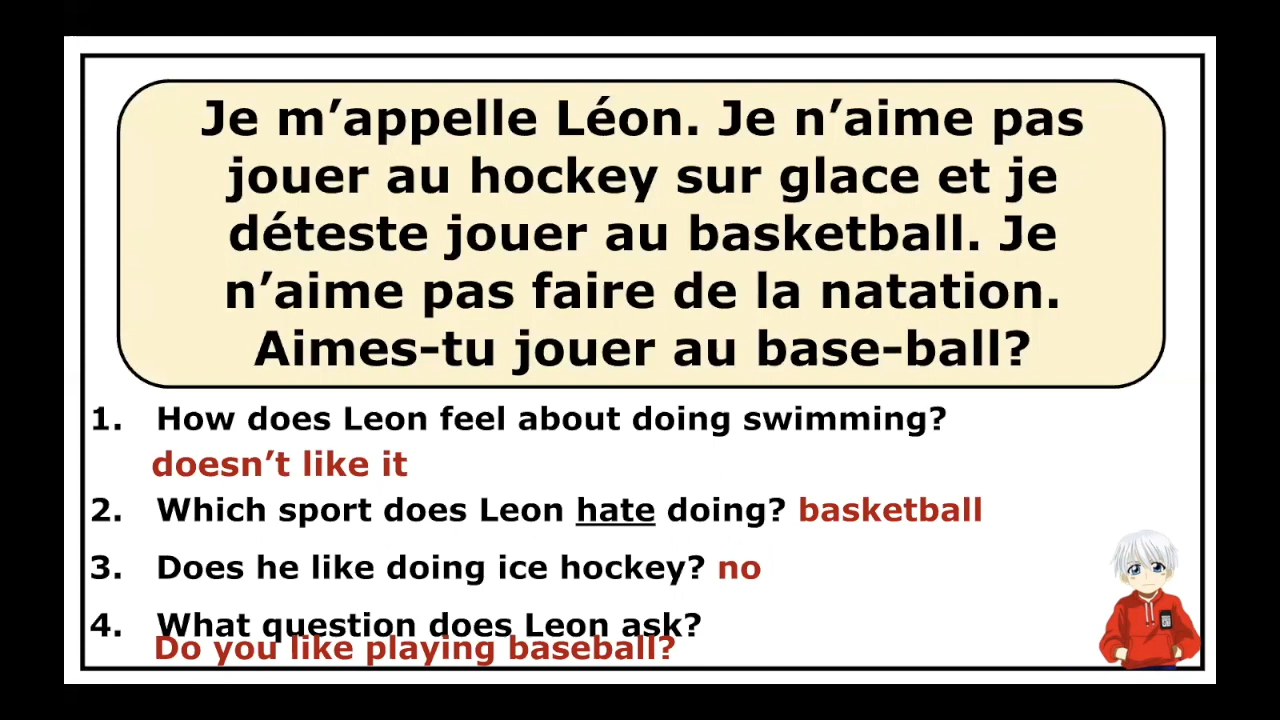 Je m’appelle Léon. Je n’aime pas
jouer au hockey sur glace et je
déteste jouer au basketball. Je
n’aime pas faire de la natation.
Aimes-tu jouer au base-ball?
1. How does Leon feel about doing swimming?
doesn’t like it
2. Which sport does Leon hate doing? basketball
3. Does he like doing ice hockey? no
4. What question does Leon ask?
Do you like playing baseball?